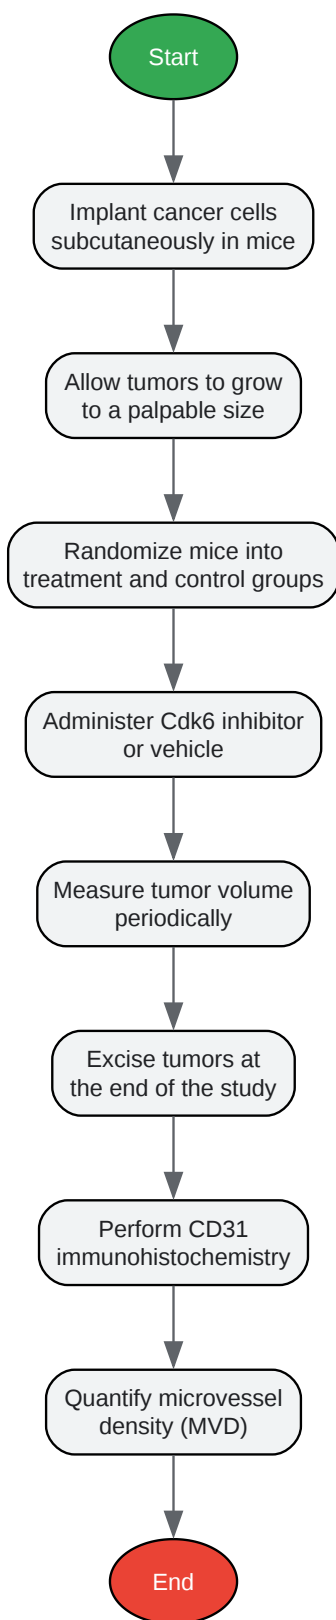 Start
Implant cancer cells
subcutaneously in mice
Allow tumors to grow
to a palpable size
Randomize mice into
treatment and control groups
Administer Cdk6 inhibitor
or vehicle
Measure tumor volume
periodically
Excise tumors at
the end of the study
Perform CD31
immunohistochemistry
Quantify microvessel
density (MVD)
End